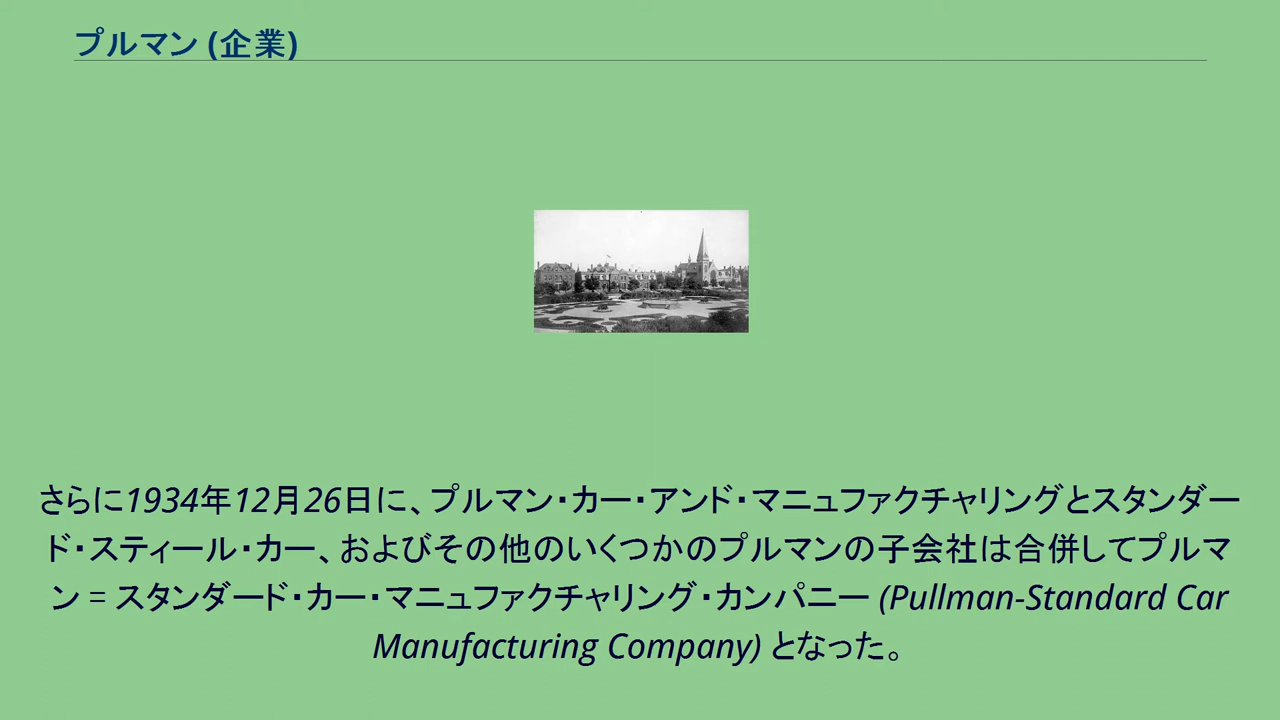 プルマン (企業)
さらに1934年12月26日に、プルマン・カー・アンド・マニュファクチャリングとスタンダー
ド・スティール・カー、およびその他のいくつかのプルマンの子会社は合併してプルマ
ン = スタンダード・カー・マニュファクチャリング・カンパニー (Pullman-Standard Car
Manufacturing Company) となった。